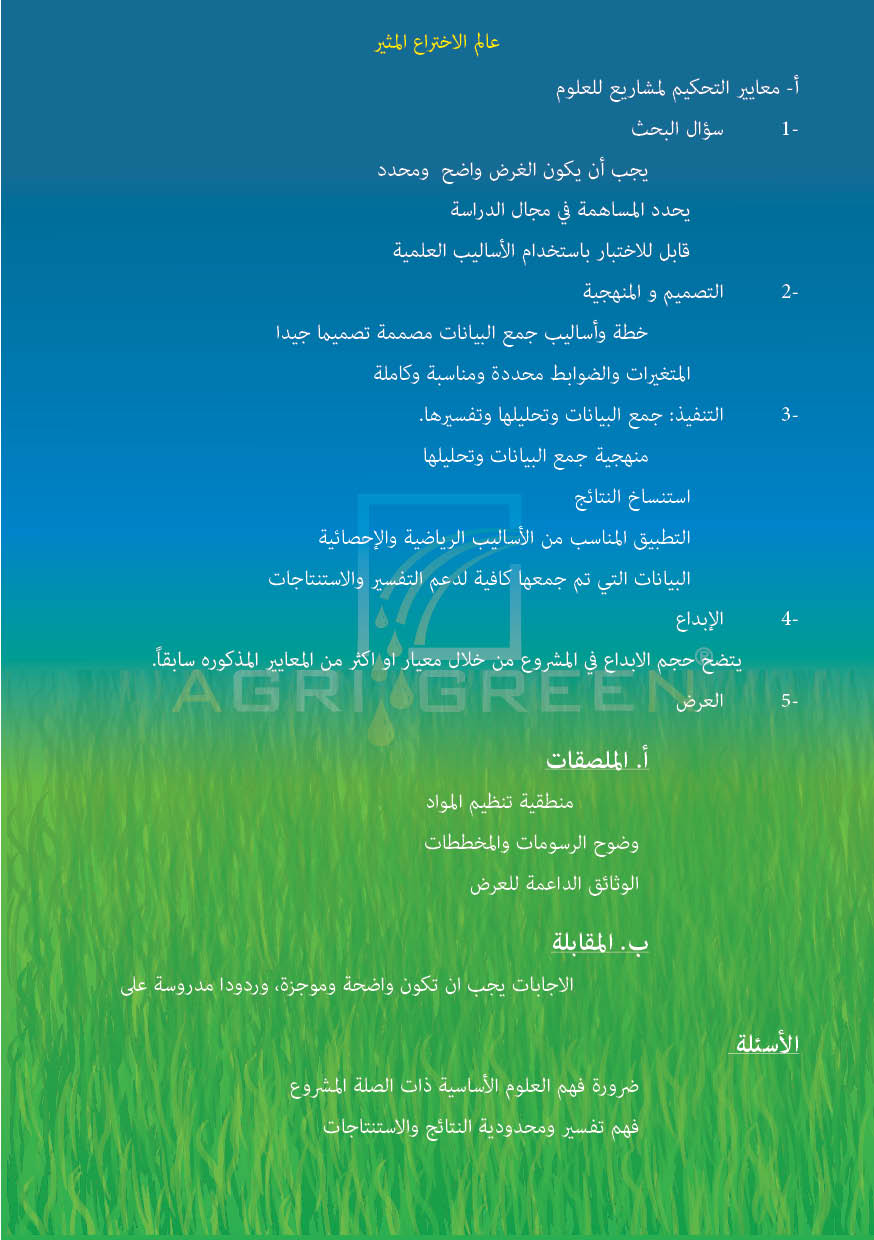 عالم الاختراع المثير
أ- معايير التحكيم لمشاريع للعلوم
1- سؤال البحث
يجب أن يكون الغرض واضح ومحدد
يحدد المساهمة في مجال الدراسة
قابل للاختبار باستخدام الأساليب العلمية
2- التصميم و المنهجية
خطة وأساليب جمع البيانات مصممة تصميما جيدا
المتغيرات والضوابط محددة ومناسبة وكاملة
3- التنفيذ: جمع البيانات وتحليلها وتفسيرها.
منهجية جمع البيانات وتحليلها
استنساخ النتائج
التطبيق المناسب من الأساليب الرياضية والإحصائية
البيانات التي تم جمعها كافية لدعم التفسير والاستنتاجات
4- الإبداع
يتضح حجم الابداع في المشروع من خلال معيار او اكثر من المعايير المذكوره سابقاً.
AGRI GREEN®
5- العرض
أ. الملصقات
منطقية تنظيم المواد
وضوح الرسومات والمخططات
الوثائق الداعمة للعرض
ب. المقابلة
الاجابات يجب ان تكون واضحة وموجزة، وردودا مدروسة على
الأسئلة
ضرورة فهم العلوم الأساسية ذات الصلة المشروع
فهم تفسير ومحدودية النتائج والاستنتاجات